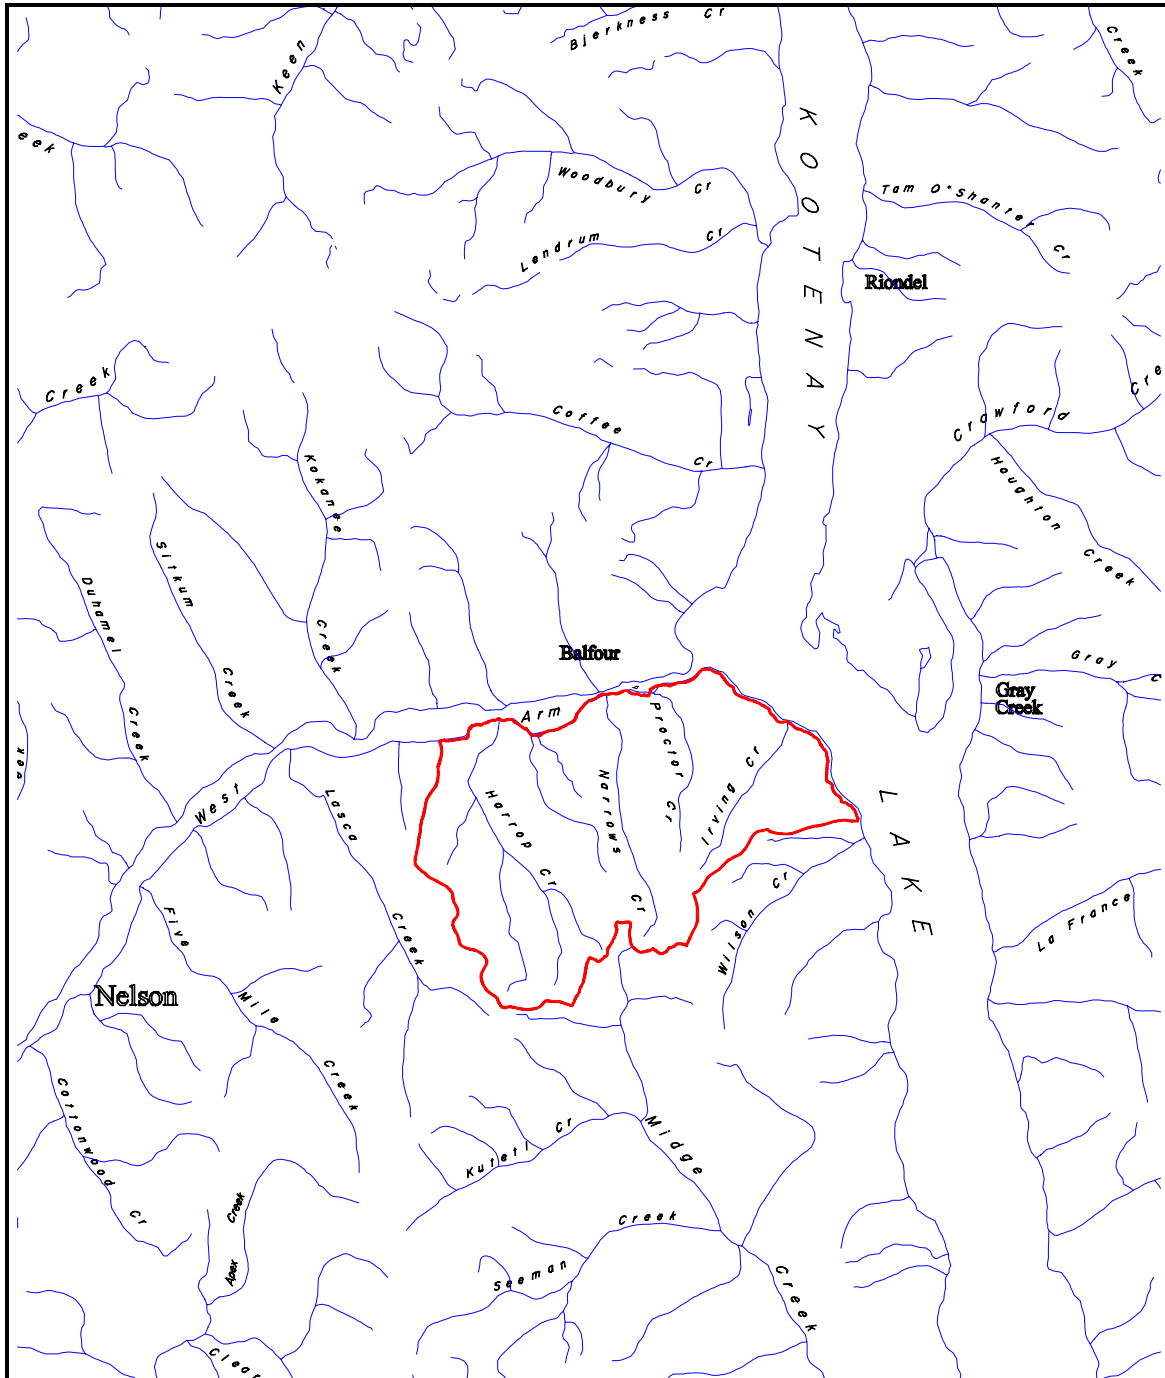 Bjerkness Cr
Creek
Keen
eek
KOOTENAY
Woodbury Cr
Tam O'Shanter Cr
Lendrum Cr
Riondel
Creek
Cre
Crawford
Coffee Cr
Kokanee Creek
Houghton Creek
Sitkum Creek
Duhamel Creek
Balfour
Gray C
Gray
Creek
Arm
Proctor Cr
eek
West
Lasca Creek
Harrop Cr
Narrows Cr
Irving Cr
LAKE
Wilson Cr
La France
Five Mile Creek
Nelson
Cottonwood Cr
Kutetl Cr
Midge Creek
Apex Creek
Seeman Creek
Clear